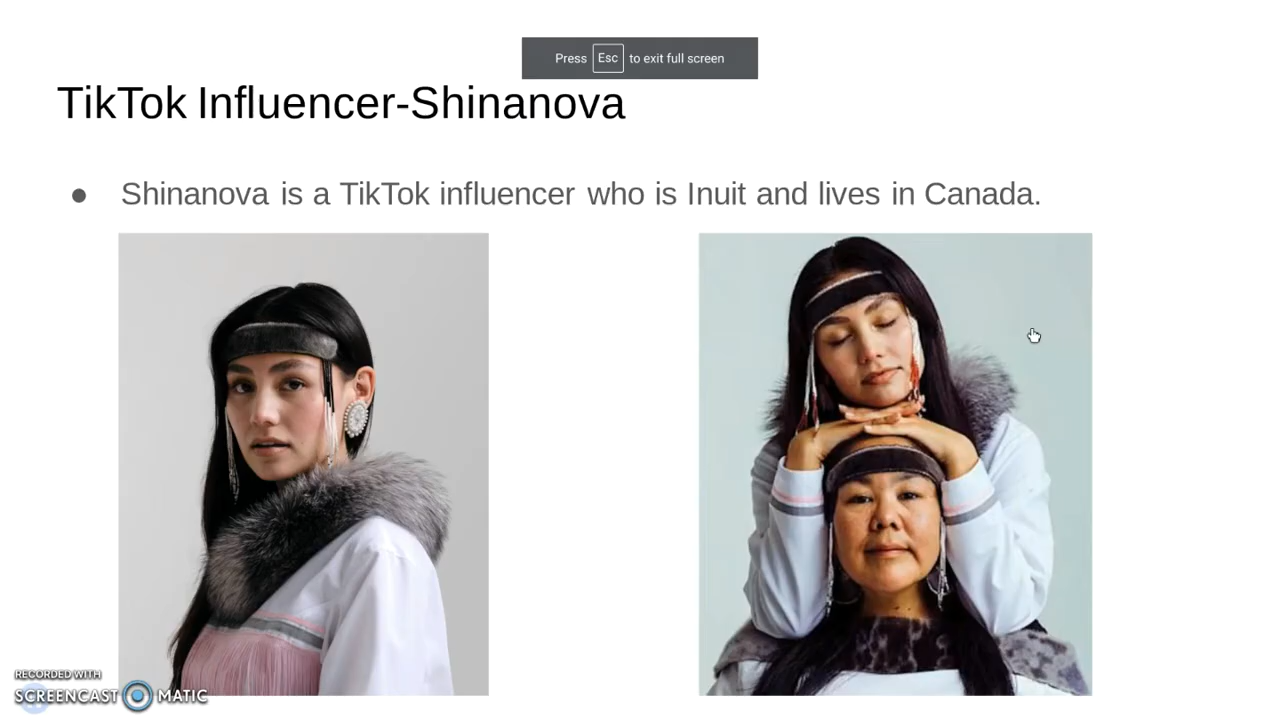 Press Esc to exit full screen
TikTok Influencer-Shinanova
● Shinanova is a TikTok influencer who is Inuit and lives in Canada.
RECORDED WITH
SCREENCAST MATIC